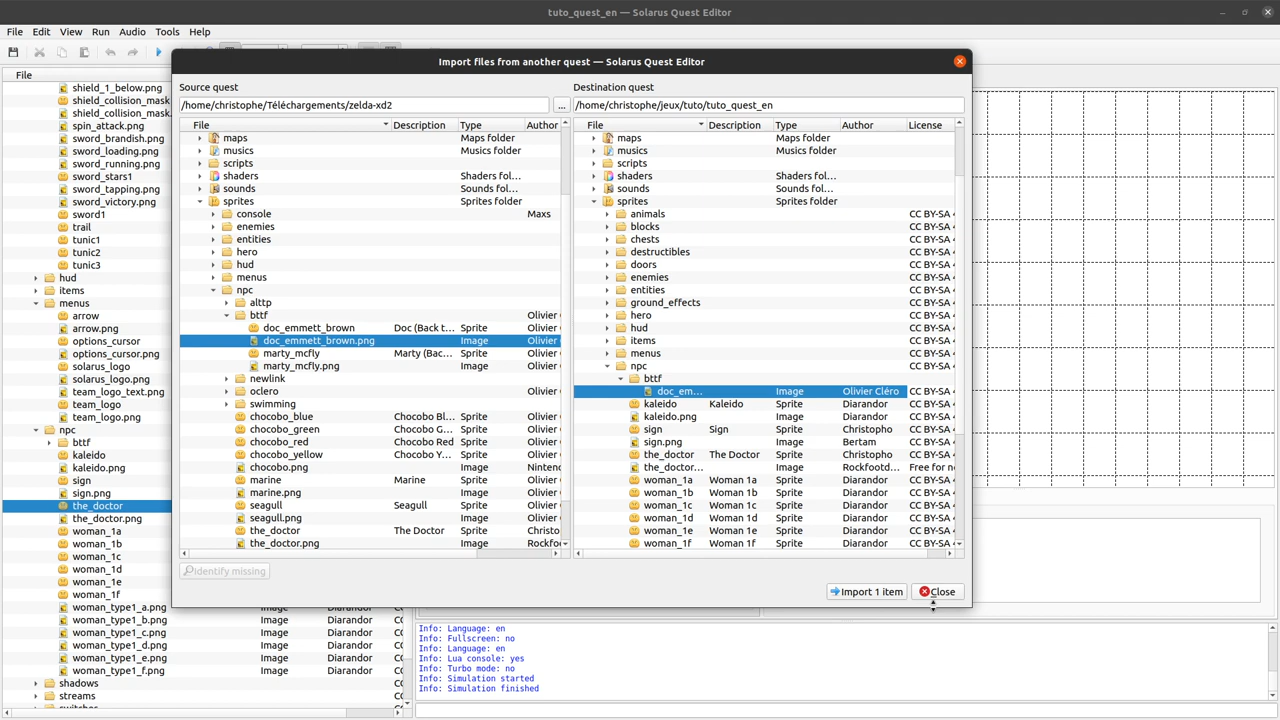 tuto_quest_en — Solarus Quest Editor
File Edit View Run Audio Tools Help
Import files from another quest — Solarus Quest Editor
File
shield_1_below.png
shield_collision_mask
shield_collision_mask.
spin_attack.png
sword_brandish.png
sword_loading.png
sword_running.png
sword_stars1
sword_tapping.png
sword_victory.png
sword1
trail
tunic1
tunic2
tunic3
hud
items
menus
arrow
arrow.png
options_cursor
options_cursor.png
solarus_logo
solarus_logo.png
team_logo_text.png
team_logo
team_logo.png
npc
bttf
kaleido
kaleido.png
sign
sign.png
the_doctor
the_doctor.png
woman_1a
woman_1b
woman_1c
woman_1d
woman_1e
woman_1f
woman_type1_a.png Image Diarandor CC
woman_type1_b.png Image Diarandor CC
woman_type1_c.png Image Diarandor CC
woman_type1_d.png Image Diarandor CC
woman_type1_e.png Image Diarandor CC
woman_type1_f.png Image Diarandor CC
shadows
streams
Source quest
/home/christophe/Téléchargements/zelda-xd2 ...
File Description Type Author
maps Maps folder
musics Musics folder
scripts
shaders Shaders fol...
sounds Sounds fol...
sprites Sprites folder
console Maxs
enemies
entities
hero
hud
menus
npc
alttp
bttf Olivier
doc_emmett_brown Doc (Back t... Sprite Olivier
doc_emmett_brown.png Image Olivier
marty_mcfly Marty (Bac... Sprite Olivier
marty_mcfly.png Image Olivier
newlink
oclero Olivier
swimming
chocobo_blue Chocobo Bl... Sprite Olivier
chocobo_green Chocobo G... Sprite Olivier
chocobo_red Chocobo Red Sprite Olivier
chocobo_yellow Chocobo Y... Sprite Olivier
chocobo.png Image Ninten
marine Marine Sprite Olivier
marine.png Image Olivier
seagull Seagull Sprite Olivier
seagull.png Image Olivier
the_doctor The Doctor Sprite Christo
the_doctor.png Image Rockfo
Identify missing
Destination quest
/home/christophe/jeux/tuto/tuto_quest_en
File Description Type Author License
maps Maps folder
musics Musics folder
scripts
shaders Shaders fol...
sounds Sounds fol...
sprites Sprites folder
animals CC BY-SA
blocks CC BY-SA
chests CC BY-SA
destructibles CC BY-SA
doors CC BY-SA
enemies CC BY-SA
entities CC BY-SA
ground_effects CC BY-SA
hero CC BY-SA
hud CC BY-SA
items CC BY-SA
menus CC BY-SA
npc CC BY-SA
bttf CC BY-SA
doc_em... Image Olivier Cléro CC BY-SA
kaleido Kaleido Sprite Diarandor CC BY-SA
kaleido.png Image Diarandor CC BY-SA
sign Sign Sprite Christopho CC BY-SA
sign.png Image Bertam CC BY-SA
the_doctor The Doctor Sprite Christopho CC BY-SA
the_doctor... Image Rockfootd... Free for n
woman_1a Woman 1a Sprite Diarandor CC BY-SA
woman_1b Woman 1b Sprite Diarandor CC BY-SA
woman_1c Woman 1c Sprite Diarandor CC BY-SA
woman_1d Woman 1d Sprite Diarandor CC BY-SA
woman_1e Woman 1e Sprite Diarandor CC BY-SA
woman_1f Woman 1f Sprite Diarandor CC BY-SA
Import 1 item Close
Info: Language: en
Info: Fullscreen: no
Info: Language: en
Info: Lua console: yes
Info: Turbo mode: no
Info: Simulation started
Info: Simulation finished